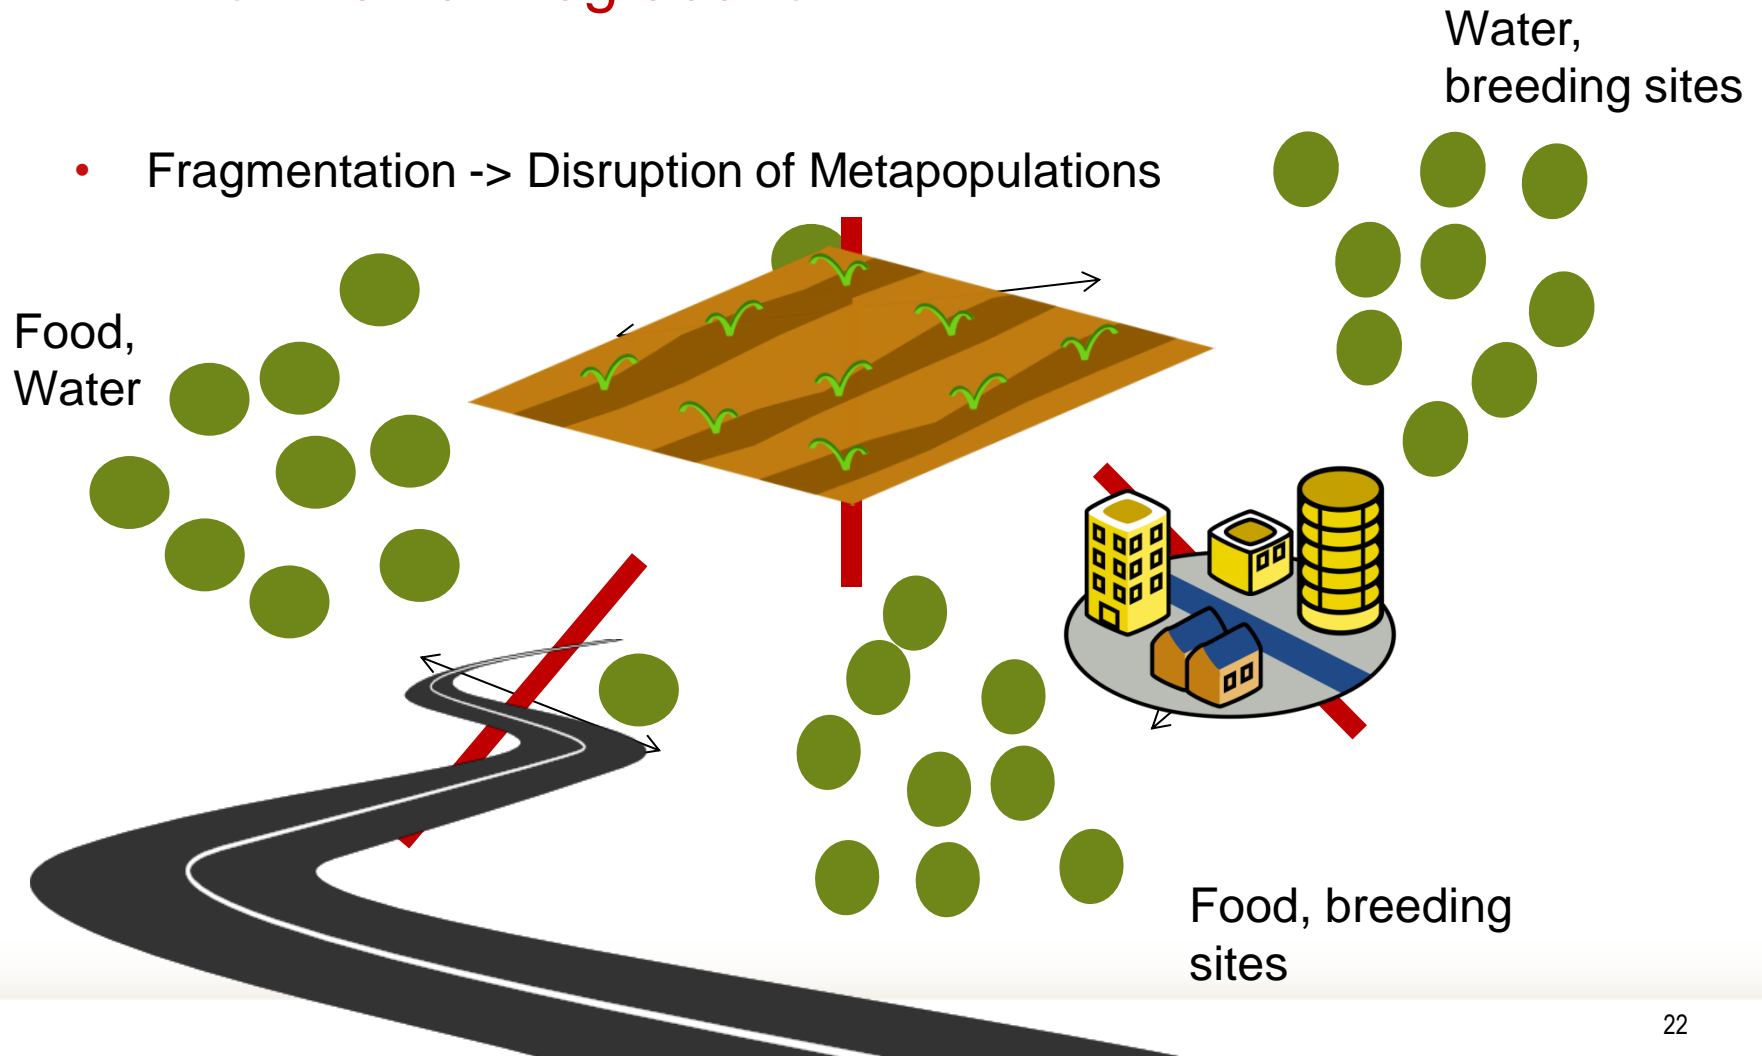 Water,
breeding sites
• Fragmentation -> Disruption of Metapopulations
Food,
Water
Food, breeding
sites
22